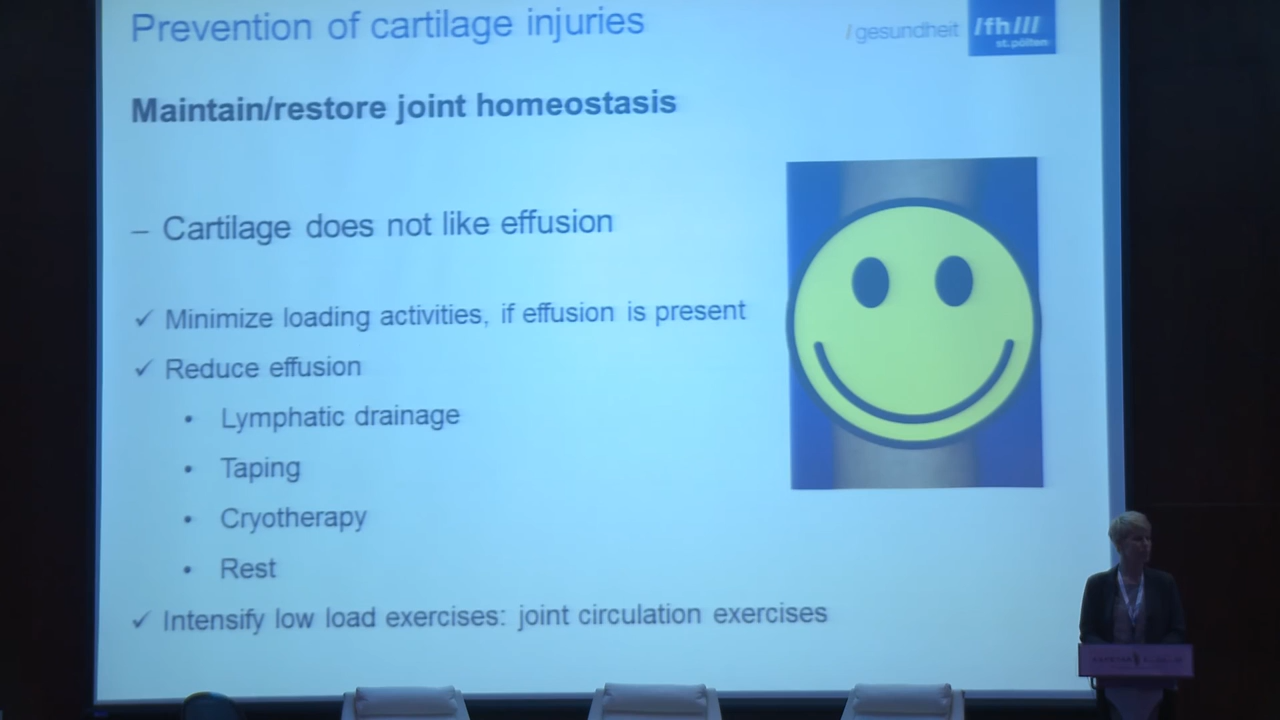 Prevention of cartilage injuries
/gesundheit
/fh///
st.pölten
Maintain/restore joint homeostasis
– Cartilage does not like effusion
✓ Minimize loading activities, if effusion is present
✓ Reduce effusion
• Lymphatic drainage
• Taping
• Cryotherapy
• Rest
✓ Intensify low load exercises: joint circulation exercises